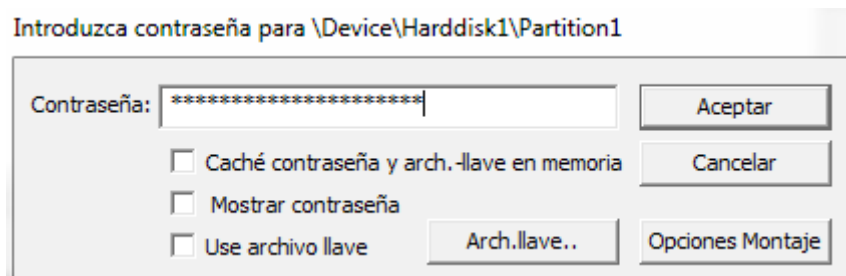 Introduzca contraseña para \Device\Harddisk1\Partition1
Contraseña: *********************
Aceptar
Caché contraseña y arch.-llave en memoria
Cancelar
Mostrar contraseña
Use archivo llave
Arch.llave..
Opciones Montaje